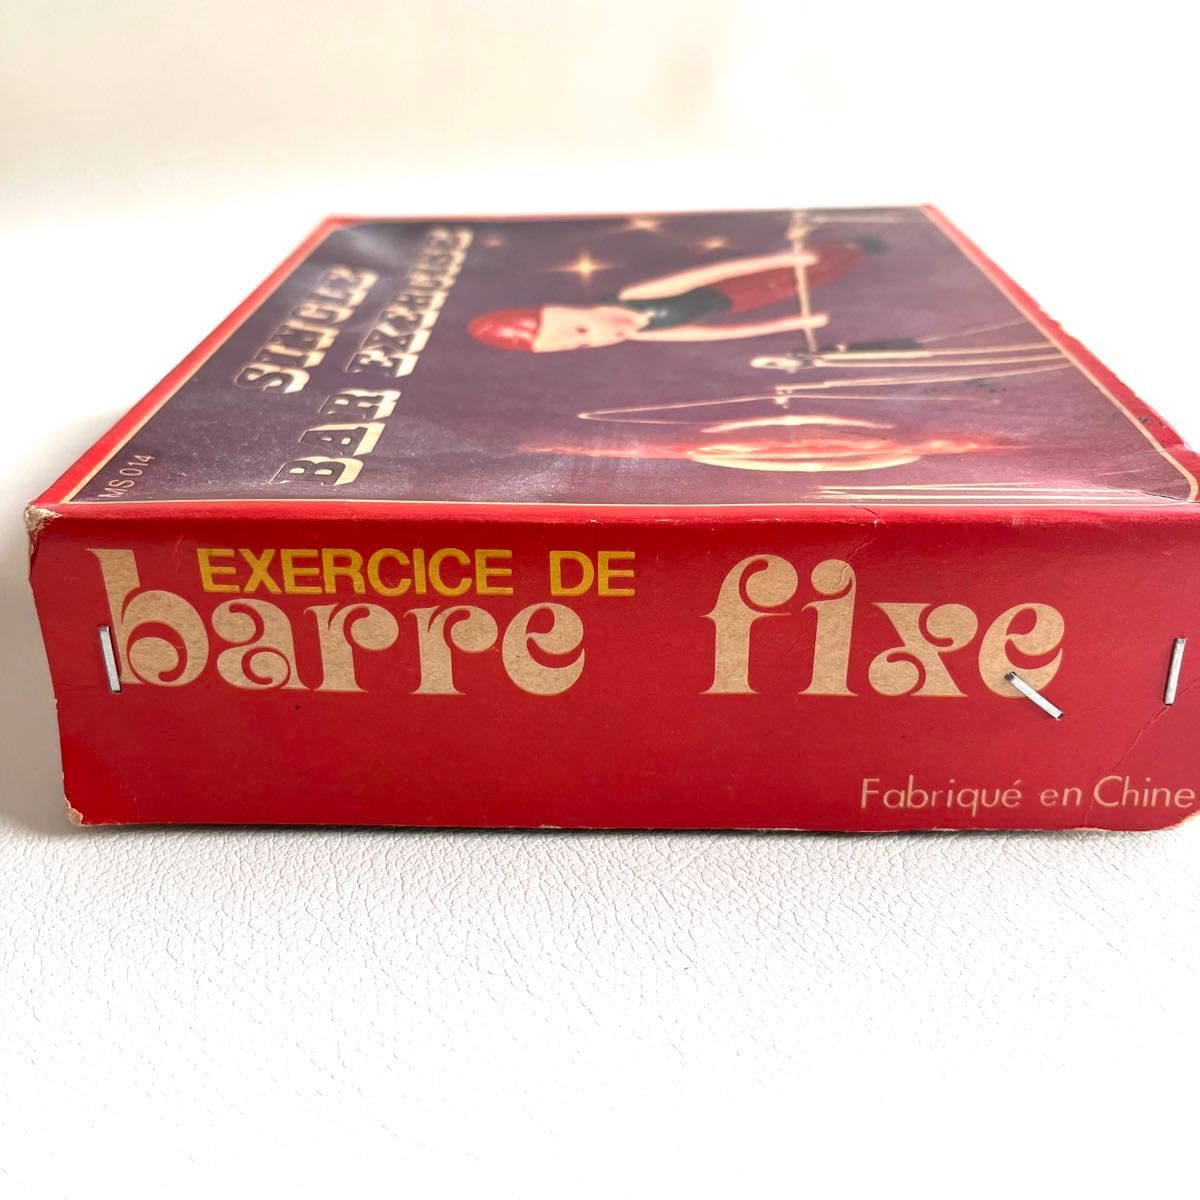 SINGLE
BAR EXERCISE
MS 014
EXERCICE DE
barre fixe
Fabriqué en Chine